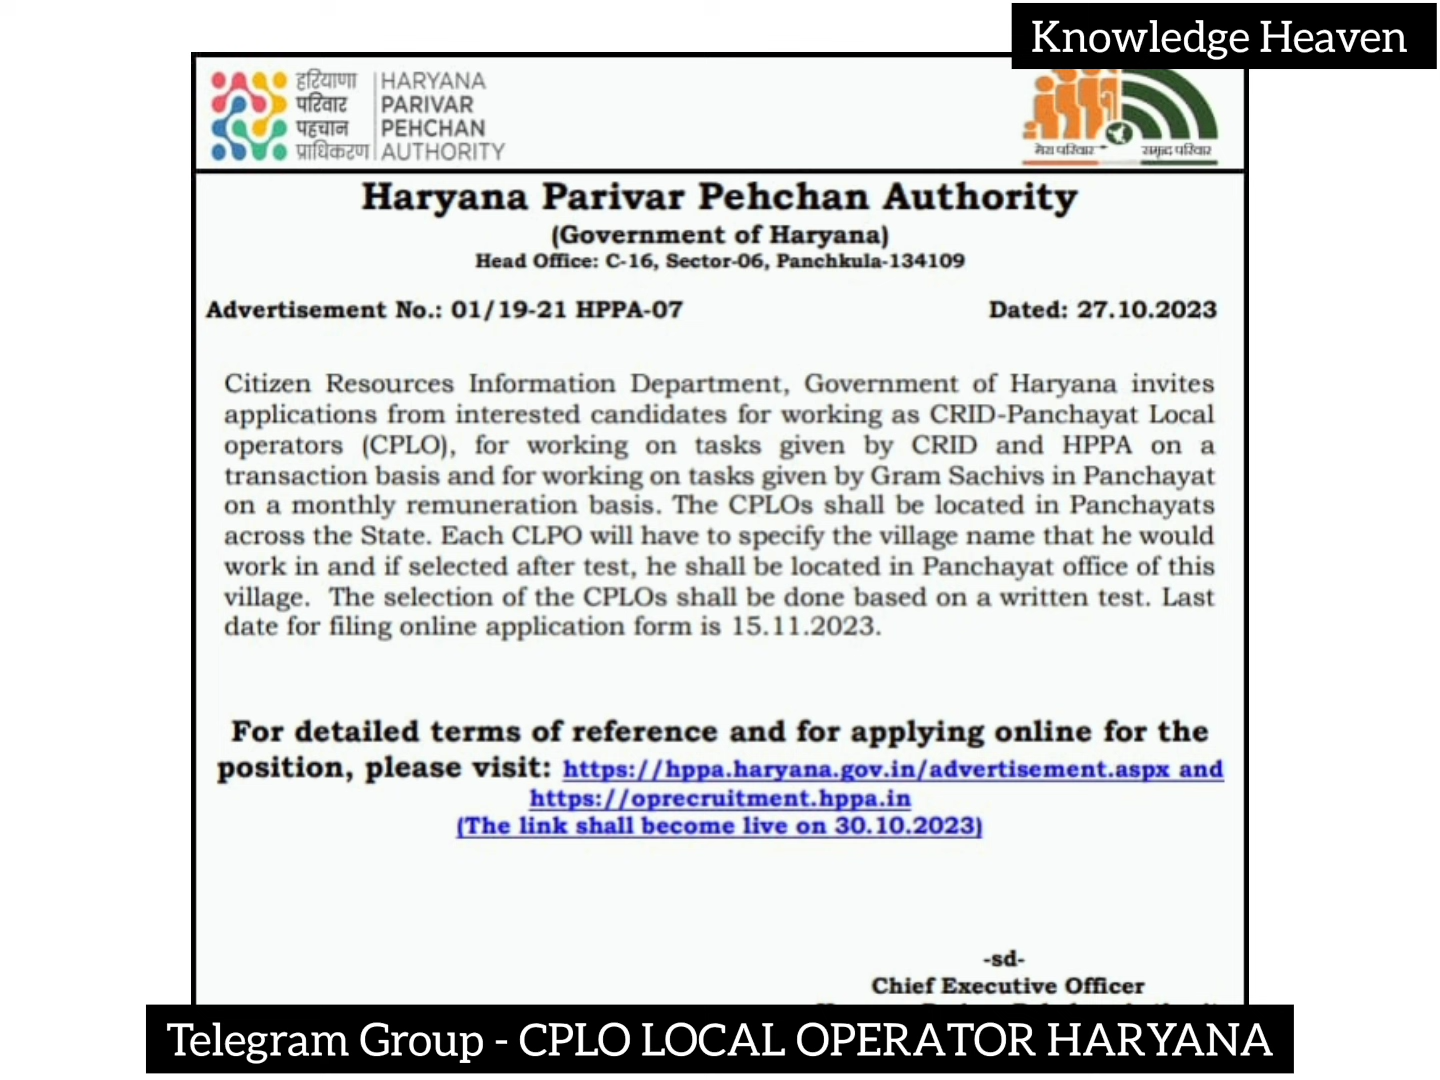 Knowledge Heaven
हरियाणा
परिवार
पहचान
प्राधिकरण
HARYANA
PARIVAR
PEHCHAN
AUTHORITY
मेरा परिवार
समृद्ध परिवार
Haryana Parivar Pehchan Authority
(Government of Haryana)
Head Office: C-16, Sector-06, Panchkula-134109
Advertisement No.: 01/19-21 HPPA-07 Dated: 27.10.2023
Citizen Resources Information Department, Government of Haryana invites
applications from interested candidates for working as CRID-Panchayat Local
operators (CPLO), for working on tasks given by CRID and HPPA on a
transaction basis and for working on tasks given by Gram Sachivs in Panchayat
on a monthly remuneration basis. The CPLOs shall be located in Panchayats
across the State. Each CLPO will have to specify the village name that he would
work in and if selected after test, he shall be located in Panchayat office of this
village. The selection of the CPLOs shall be done based on a written test. Last
date for filing online application form is 15.11.2023.
For detailed terms of reference and for applying online for the
position, please visit: https://hppa.haryana.gov.in/advertisement.aspx and
https://oprecruitment.hppa.in
(The link shall become live on 30.10.2023)
-sd-
Chief Executive Officer
Telegram Group - CPLO LOCAL OPERATOR HARYANA